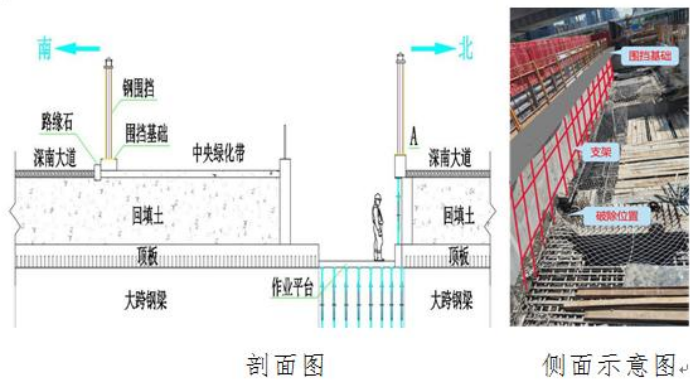 南
北
钢围挡
路缘石
围挡基础
A
深南大道
中央绿化带
深南大道
回填土
回填土
顶板
顶板
作业平台
大跨钢梁
大跨钢梁
围挡基础
支架
破除位置
剖面图
侧面示意图